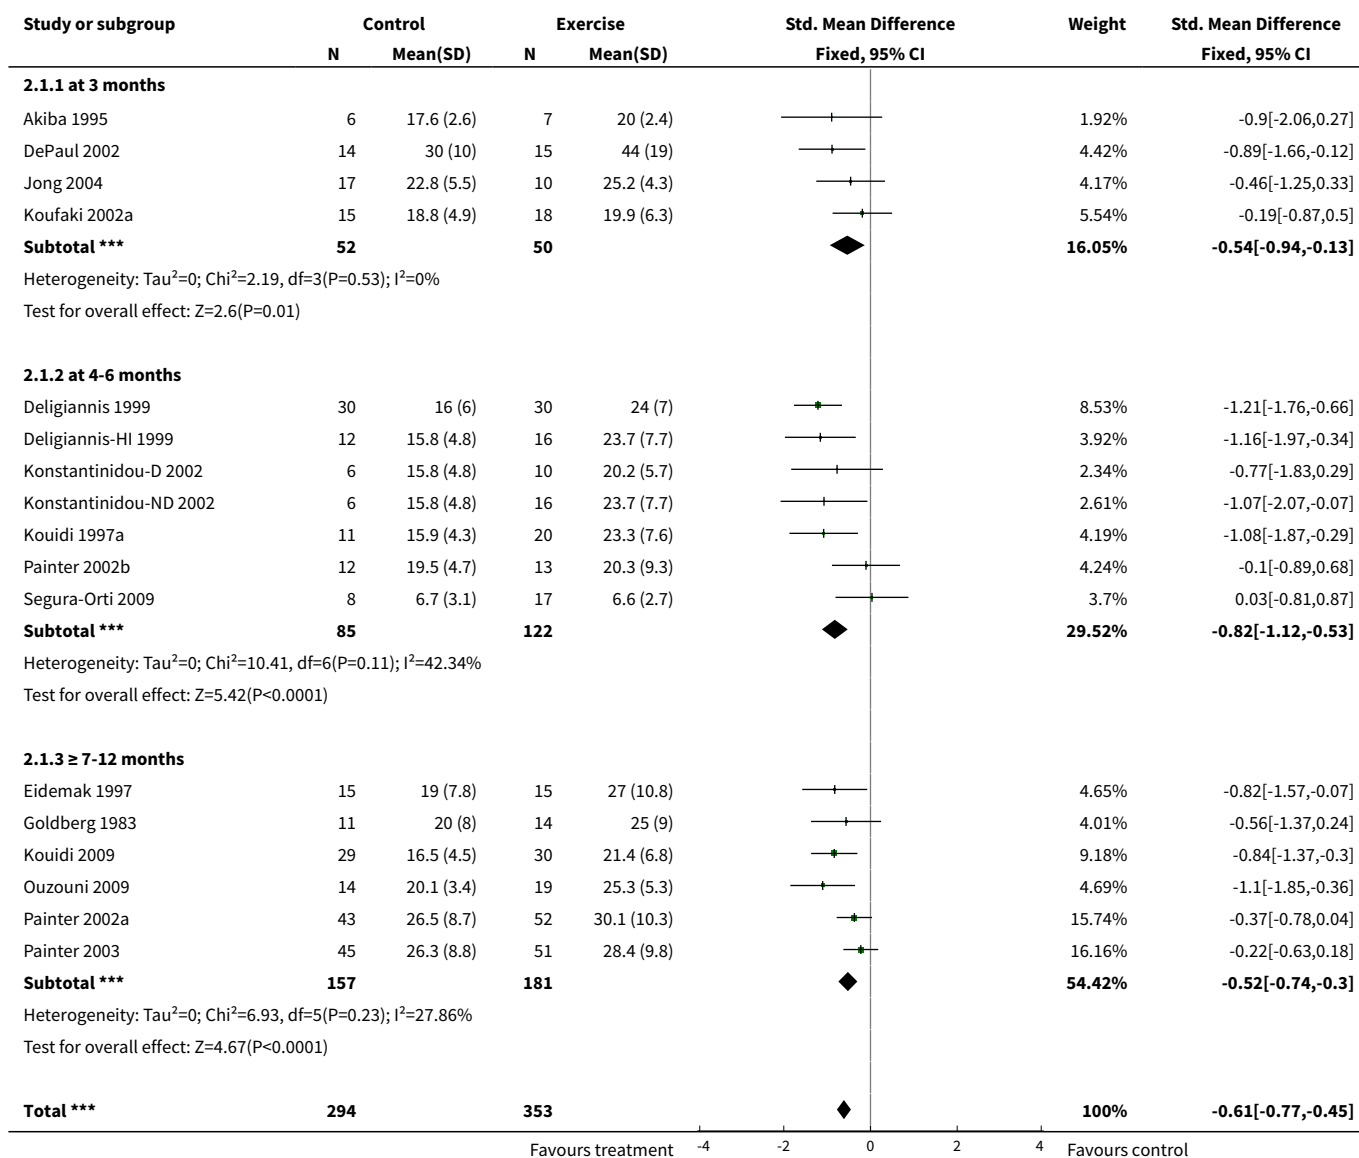 Study or subgroup Control Exercise Std. Mean Difference Weight Std. Mean Difference
N Mean(SD) N Mean(SD) Fixed, 95% CI Fixed, 95% CI
2.1.1 at 3 months
Akiba 1995 6 17.6 (2.6) 7 20 (2.4) 1.92% -0.9[-2.06,0.27]
DePaul 2002 14 30 (10) 15 44 (19) 4.42% -0.89[-1.66,-0.12]
Jong 2004 17 22.8 (5.5) 10 25.2 (4.3) 4.17% -0.46[-1.25,0.33]
Koufaki 2002a 15 18.8 (4.9) 18 19.9 (6.3) 5.54% -0.19[-0.87,0.5]
Subtotal *** 52 50 16.05% -0.54[-0.94,-0.13]
Heterogeneity: Tau²=0; Chi²=2.19, df=3(P=0.53); I²=0%
Test for overall effect: Z=2.6(P=0.01)
2.1.2 at 4-6 months
Deligiannis 1999 30 16 (6) 30 24 (7) 8.53% -1.21[-1.76,-0.66]
Deligiannis-HI 1999 12 15.8 (4.8) 16 23.7 (7.7) 3.92% -1.16[-1.97,-0.34]
Konstantinidou-D 2002 6 15.8 (4.8) 10 20.2 (5.7) 2.34% -0.77[-1.83,0.29]
Konstantinidou-ND 2002 6 15.8 (4.8) 16 23.7 (7.7) 2.61% -1.07[-2.07,-0.07]
Kouidi 1997a 11 15.9 (4.3) 20 23.3 (7.6) 4.19% -1.08[-1.87,-0.29]
Painter 2002b 12 19.5 (4.7) 13 20.3 (9.3) 4.24% -0.1[-0.89,0.68]
Segura-Orti 2009 8 6.7 (3.1) 17 6.6 (2.7) 3.7% 0.03[-0.81,0.87]
Subtotal *** 85 122 29.52% -0.82[-1.12,-0.53]
Heterogeneity: Tau²=0; Chi²=10.41, df=6(P=0.11); I²=42.34%
Test for overall effect: Z=5.42(P<0.0001)
2.1.3 ≥ 7-12 months
Eidemak 1997 15 19 (7.8) 15 27 (10.8) 4.65% -0.82[-1.57,-0.07]
Goldberg 1983 11 20 (8) 14 25 (9) 4.01% -0.56[-1.37,0.24]
Kouidi 2009 29 16.5 (4.5) 30 21.4 (6.8) 9.18% -0.84[-1.37,-0.3]
Ouzouni 2009 14 20.1 (3.4) 19 25.3 (5.3) 4.69% -1.1[-1.85,-0.36]
Painter 2002a 43 26.5 (8.7) 52 30.1 (10.3) 15.74% -0.37[-0.78,0.04]
Painter 2003 45 26.3 (8.8) 51 28.4 (9.8) 16.16% -0.22[-0.63,0.18]
Subtotal *** 157 181 54.42% -0.52[-0.74,-0.3]
Heterogeneity: Tau²=0; Chi²=6.93, df=5(P=0.23); I²=27.86%
Test for overall effect: Z=4.67(P<0.0001)
Total *** 294 353 100% -0.61[-0.77,-0.45]
Favours treatment -4 -2 0 2 4 Favours control